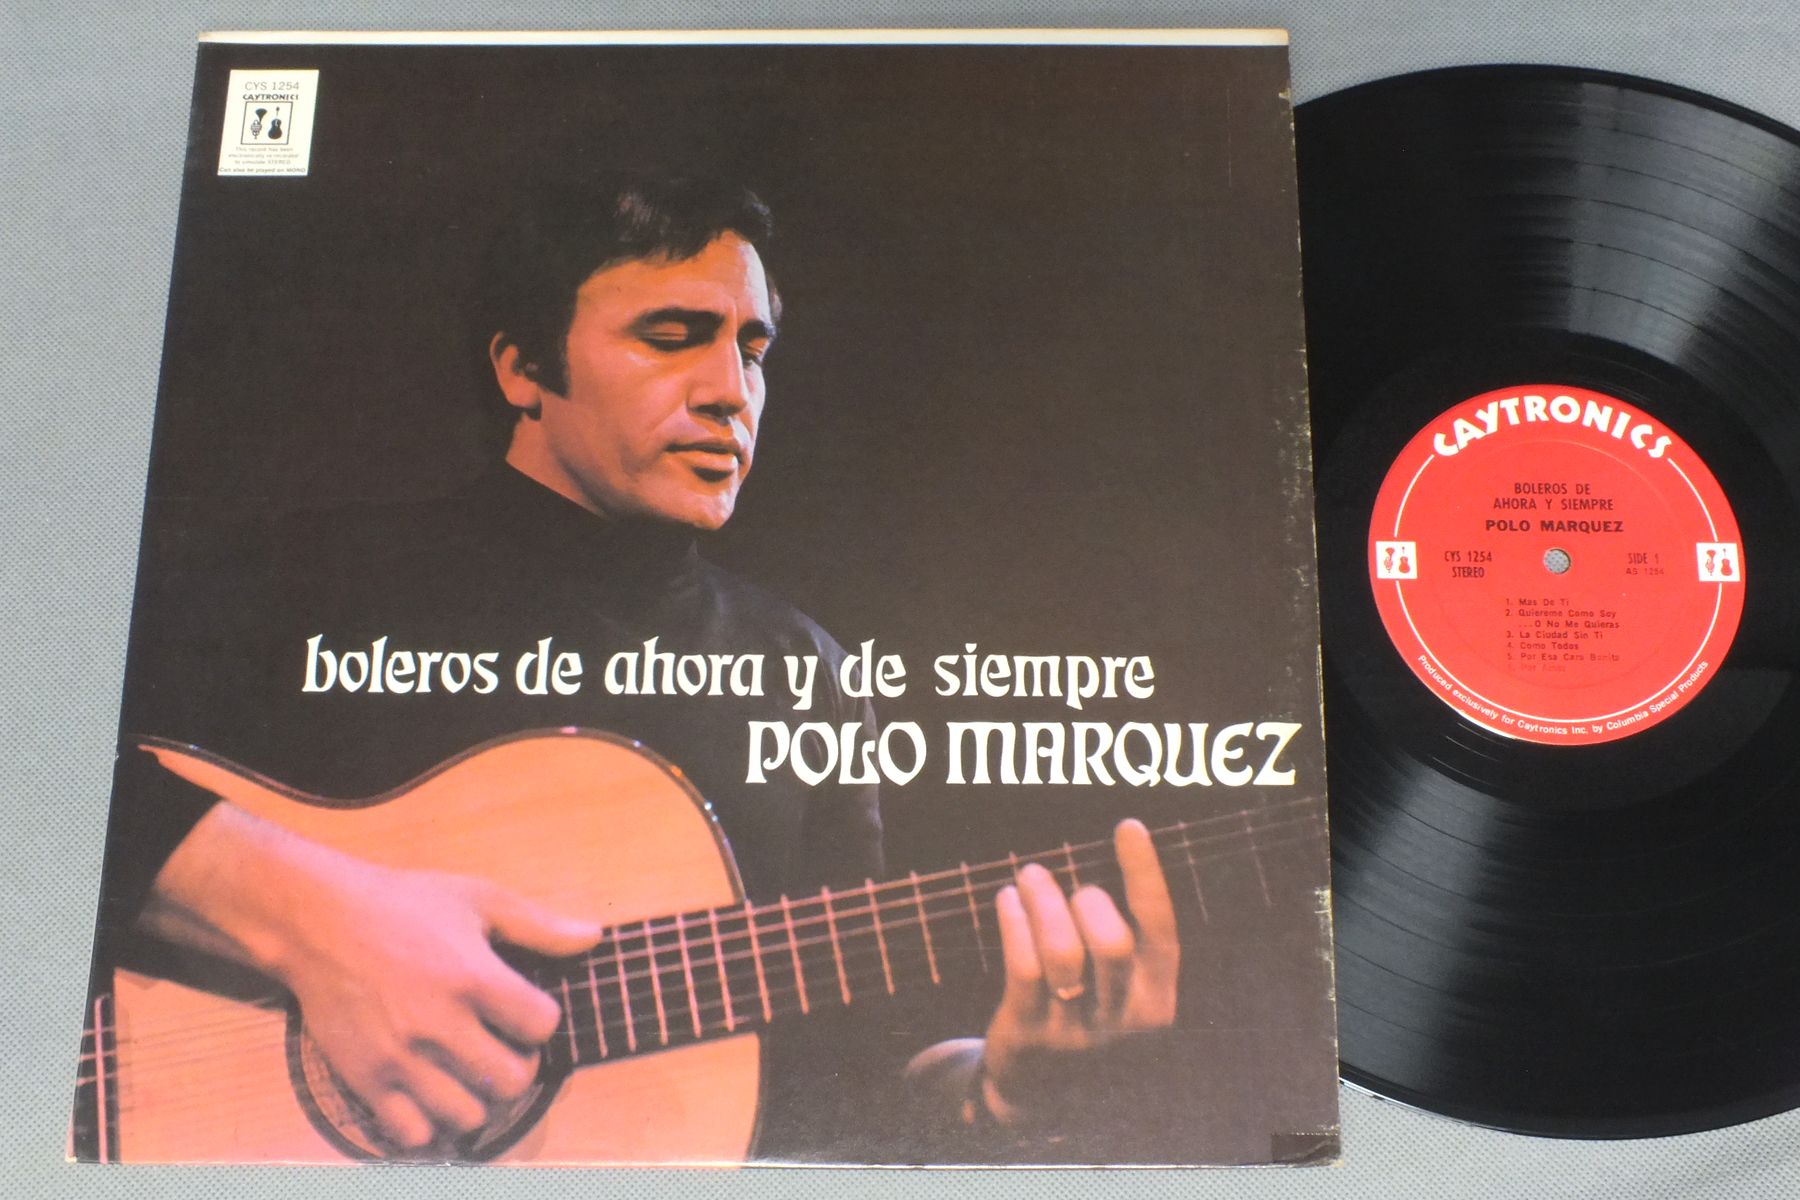 CYS 1254
CAYTRONICS
This record has been
electronically re-recorded
to simulate STEREO
Can also be played on MONO
boleros de ahora y de siempre
POLO MARQUEZ
CAYTRONICS
BOLEROS DE
AHORA Y SIEMPRE
POLO MARQUEZ
CYS 1254
STEREO
SIDE 1
AS 1254
1. Mas De Ti
2. Quiereme Como Soy
...O No Me Quieras
3. La Ciudad Sin Ti
4. Como Todos
5. Por Esa Cara Bonita
Produced exclusively for Caytronics Inc. by Columbia Special Products